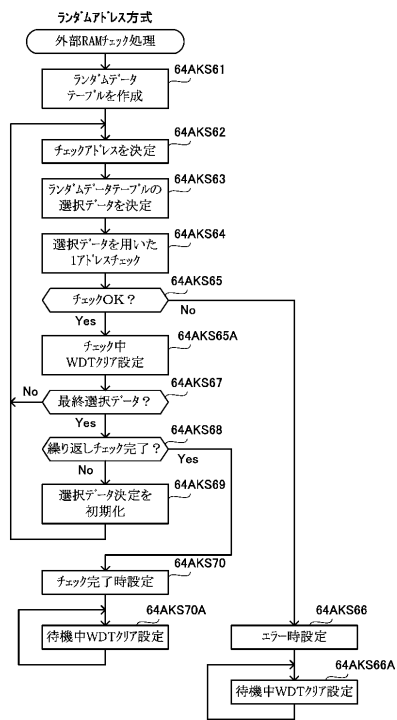 ランダムアドレス方式
外部RAMチェック処理
64AKS61
ランダムデータ
テーブルを作成
64AKS62
チェックアドレスを決定
64AKS63
ランダムデータテーブルの
選択データを決定
64AKS64
選択データを用いた
1アドレスチェック
64AKS65
チェックOK？
No
Yes
64AKS65A
チェック中
WDTクリア設定
64AKS67
No
最終選択データ？
Yes
64AKS68
繰り返しチェック完了？
Yes
No
64AKS69
選択データ決定を
初期化
64AKS70
チェック完了時設定
64AKS70A
待機中WDTクリア設定
64AKS66
エラー時設定
64AKS66A
待機中WDTクリア設定